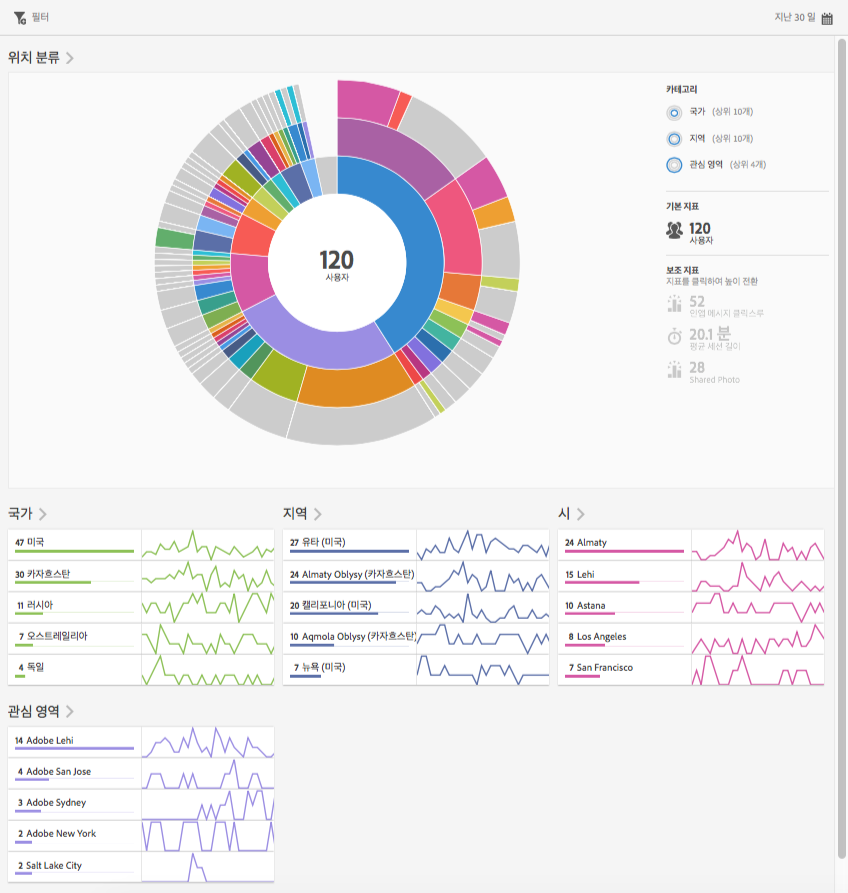 필터
지난 30 일
위치 분류
카테고리
국가 (상위 10개)
지역 (상위 10개)
관심 영역 (상위 4개)
기본 지표
120
사용자
보조 지표
지표를 클릭하여 높이 전환
52
인앱 메시지 클릭스루
20.1 분
평균 세션 길이
28
Shared Photo
120
사용자
국가
47 미국
30 카자흐스탄
11 러시아
7 오스트레일리아
4 독일
지역
27 유타 (미국)
24 Almaty Oblysy (카자흐스탄)
20 캘리포니아 (미국)
10 Aqmola Oblysy (카자흐스탄)
7 뉴욕 (미국)
시
24 Almaty
15 Lehi
10 Astana
8 Los Angeles
7 San Francisco
관심 영역
14 Adobe Lehi
4 Adobe San Jose
3 Adobe Sydney
2 Adobe New York
2 Salt Lake City